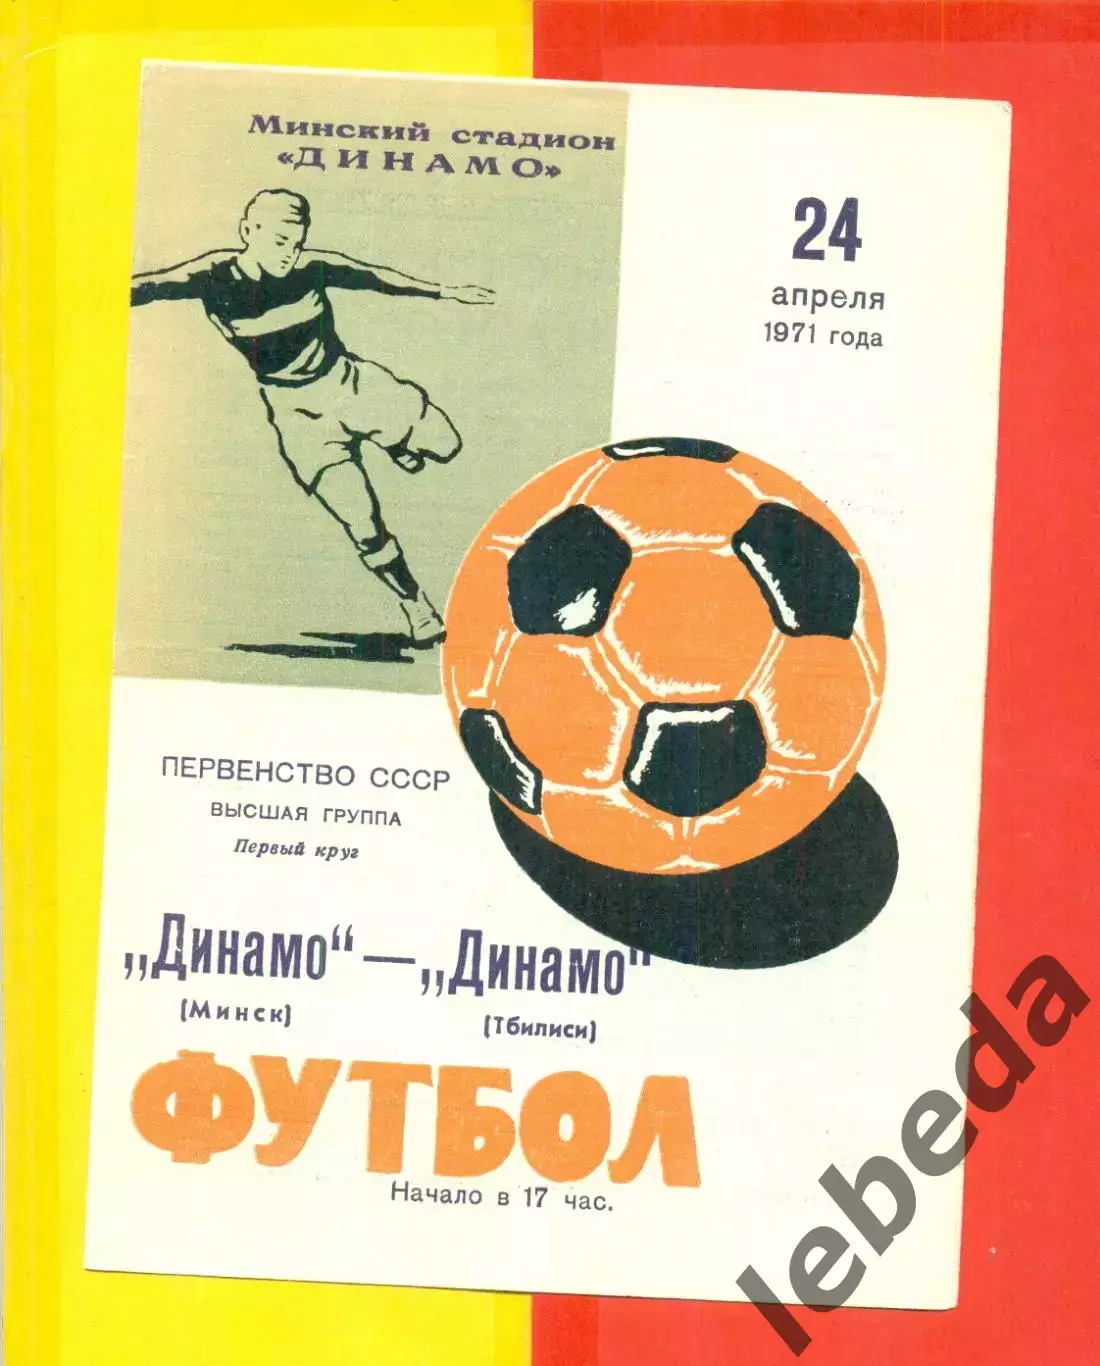 Минский стадион
«ДИНАМО»
24
апреля
1971 года
ПЕРВЕНСТВО СССР
ВЫСШАЯ ГРУППА
Первый круг
„Динамо“ — „Динамо“
(Минск)
(Тбилиси)
ФУТБОЛ
Начало в 17 час.
lebeda